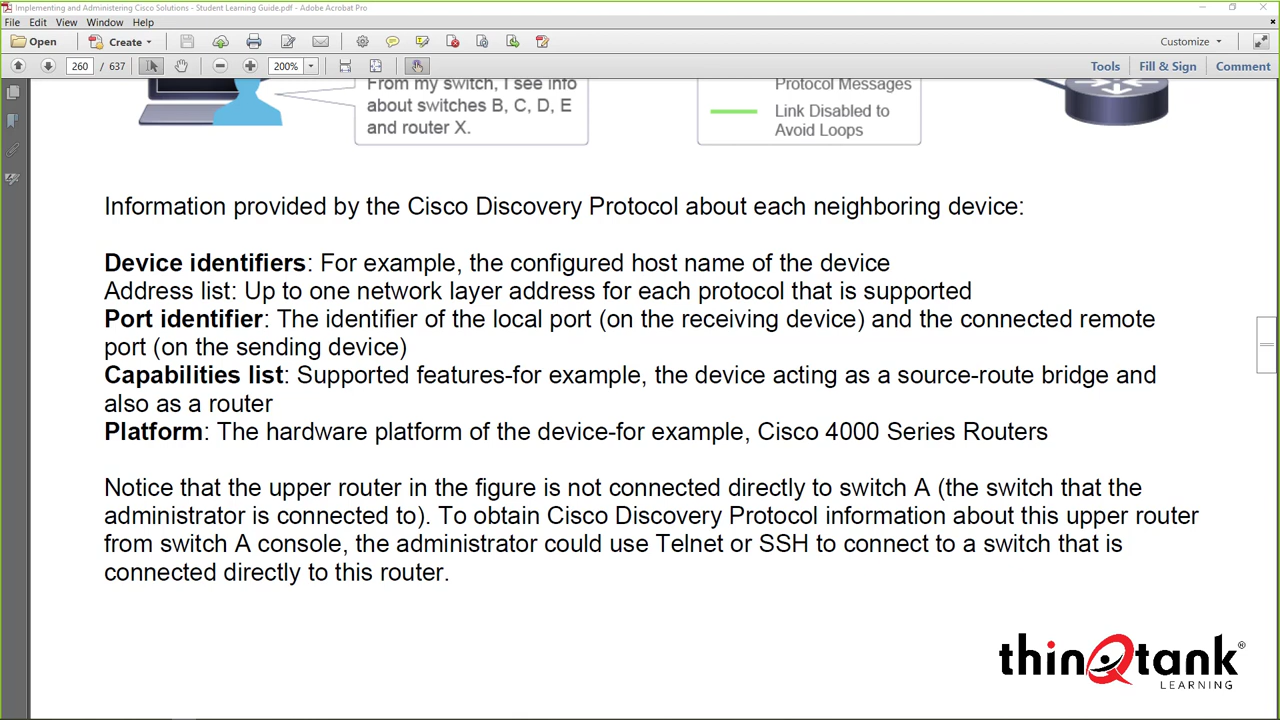 Implementing and Administering Cisco Solutions - Student Learning Guide.pdf - Adobe Acrobat Pro
File Edit View Window Help
Open Create Customize
260 / 637 200% Tools Fill & Sign Comment
From my switch, I see info
about switches B, C, D, E
and router X.
Protocol Messages
Link Disabled to
Avoid Loops
Information provided by the Cisco Discovery Protocol about each neighboring device:
Device identifiers: For example, the configured host name of the device
Address list: Up to one network layer address for each protocol that is supported
Port identifier: The identifier of the local port (on the receiving device) and the connected remote
port (on the sending device)
Capabilities list: Supported features-for example, the device acting as a source-route bridge and
also as a router
Platform: The hardware platform of the device-for example, Cisco 4000 Series Routers
Notice that the upper router in the figure is not connected directly to switch A (the switch that the
administrator is connected to). To obtain Cisco Discovery Protocol information about this upper router
from switch A console, the administrator could use Telnet or SSH to connect to a switch that is
connected directly to this router.
thinQtank®
LEARNING